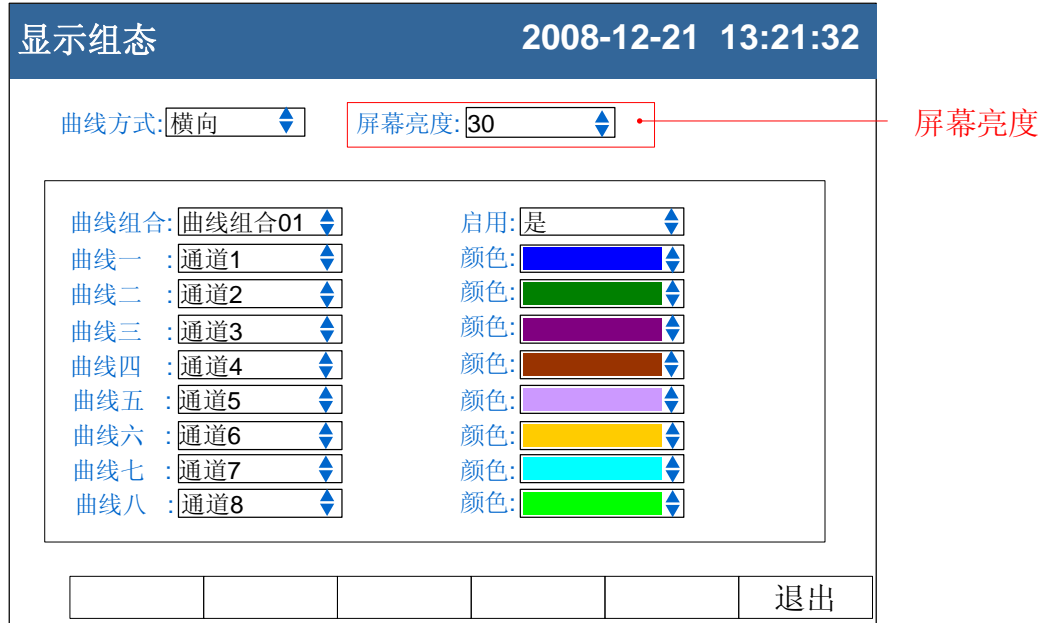 显示组态 2008-12-21 13:21:32
曲线方式: 横向 屏幕亮度: 30 屏幕亮度
曲线组合: 曲线组合01 启用: 是
曲线一 : 通道1 颜色:
曲线二 : 通道2 颜色:
曲线三 : 通道3 颜色:
曲线四 : 通道4 颜色:
曲线五 : 通道5 颜色:
曲线六 : 通道6 颜色:
曲线七 : 通道7 颜色:
曲线八 : 通道8 颜色:
退出